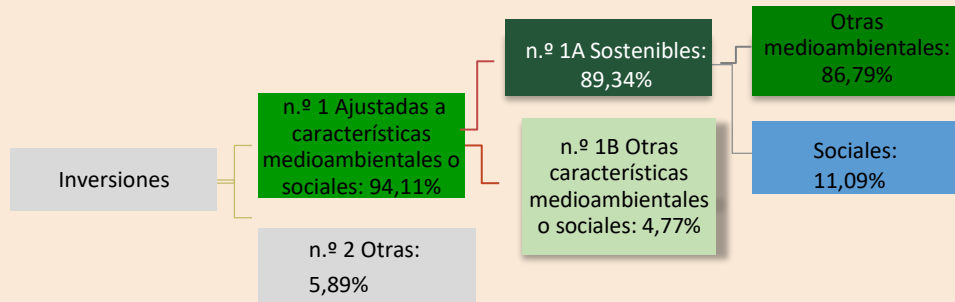 Inversiones
n.º 1 Ajustadas a
características
medioambientales o
sociales: 94,11%
n.º 2 Otras:
5,89%
n.º 1A Sostenibles:
89,34%
n.º 1B Otras
características
medioambientales
o sociales: 4,77%
Otras
medioambientales:
86,79%
Sociales:
11,09%